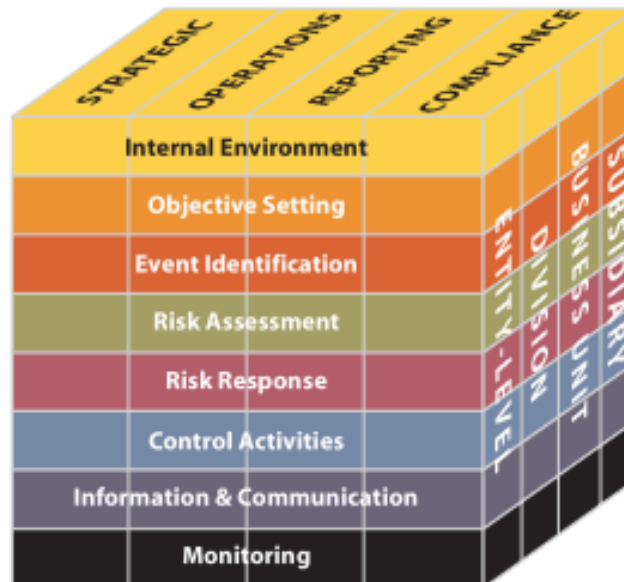 STRATEGIC
OPERATIONS
REPORTING
COMPLIANCE
Internal Environment
Objective Setting
Event Identification
Risk Assessment
Risk Response
Control Activities
Information & Communication
Monitoring
ENTITY-LEVEL
DIVISION
BUSINESS UNIT
SUBSIDIARY